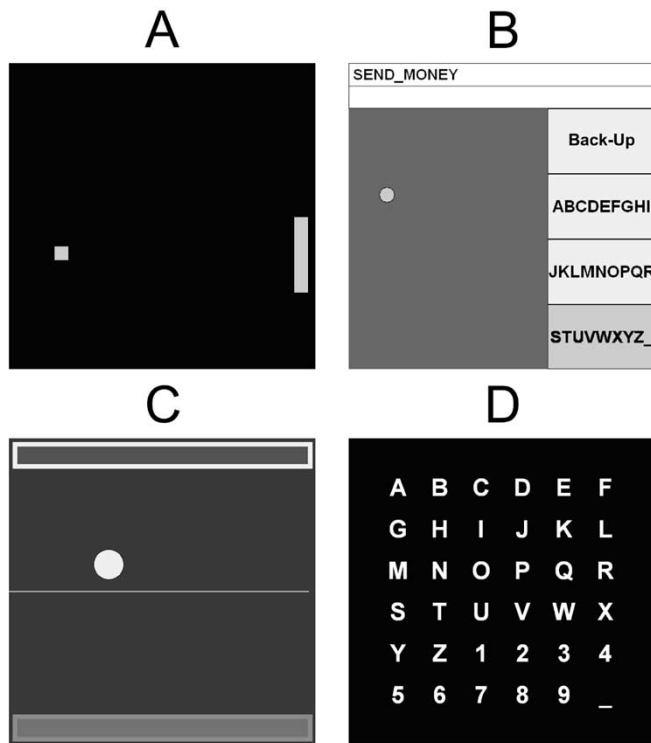 A
B
SEND_MONEY
Back-Up
ABCDEFGHI
JKLMNOPQR
STUVWXYZ_
C
D
A B C D E F
G H I J K L
M N O P Q R
S T U V W X
Y Z 1 2 3 4
5 6 7 8 9 _